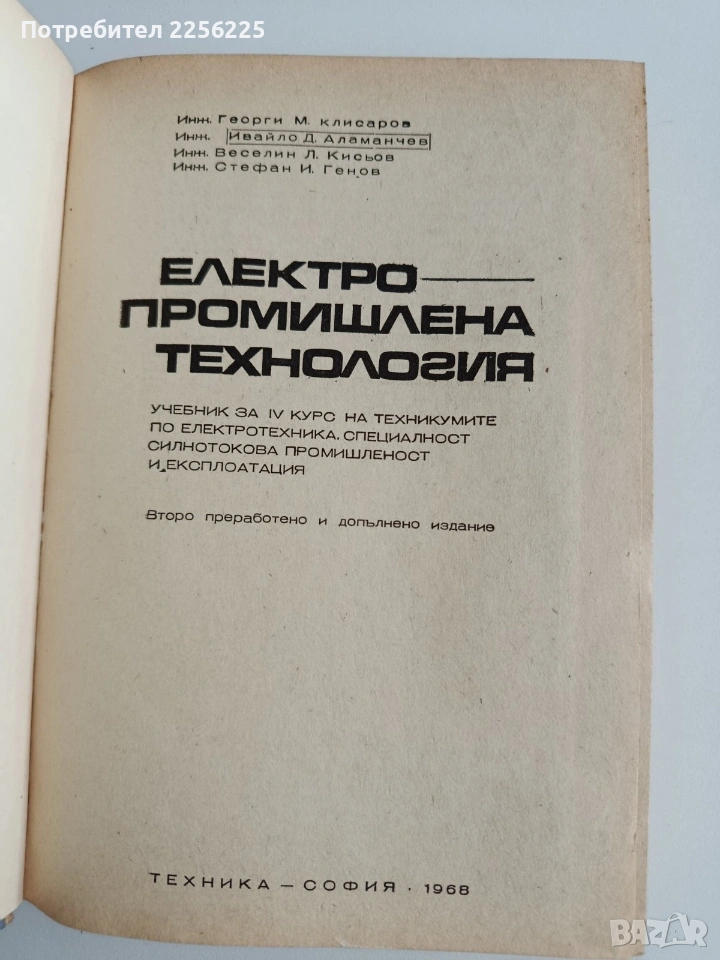 Потребител 2256225
Инж. Георги М. Клисаров
Инж. Ивайло Д. Аламанчев
Инж. Веселин Л. Кисьов
Инж. Стефан И. Генов
ЕЛЕКТРО—
ПРОМИШЛЕНА
ТЕХНОЛОГИЯ
УЧЕБНИК ЗА IV КУРС НА ТЕХНИКУМИТЕ
ПО ЕЛЕКТРОТЕХНИКА, СПЕЦИАЛНОСТ
СИЛНОТОКОВА ПРОМИШЛЕНОСТ
И ЕКСПЛОАТАЦИЯ
Второ преработено и допълнено издание
ТЕХНИКА — СОФИЯ · 1968
BAZAR